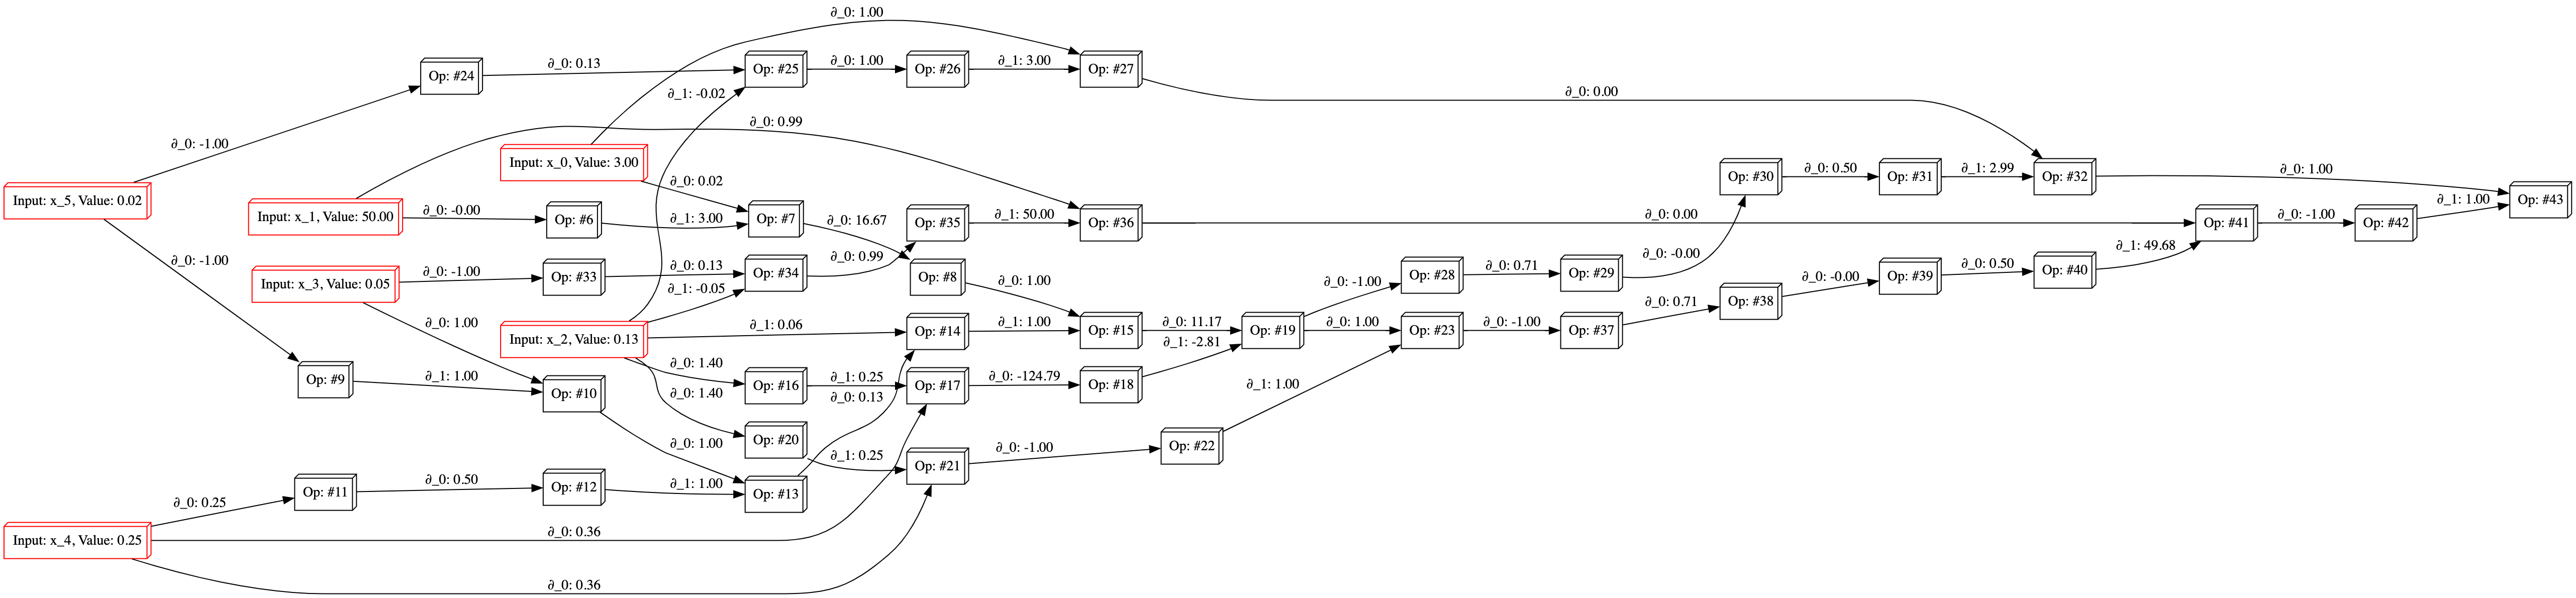 ∂_0: 1.00
Op: #24
∂_0: 0.13
Op: #25
∂_0: 1.00
Op: #26
∂_1: 3.00
Op: #27
∂_1: -0.02
∂_0: 0.00
∂_0: -1.00
∂_0: 0.99
Input: x_0, Value: 3.00
Input: x_5, Value: 0.02
Input: x_1, Value: 50.00
∂_0: -0.00
Op: #6
∂_0: 0.02
∂_1: 3.00
Op: #7
∂_0: 16.67
Op: #35
∂_1: 50.00
Op: #36
∂_0: 0.00
Op: #30
∂_0: 0.50
Op: #31
∂_1: 2.99
Op: #32
∂_0: 1.00
Op: #43
Op: #41
∂_0: -1.00
Op: #42
∂_1: 1.00
∂_0: -1.00
Input: x_3, Value: 0.05
∂_0: -1.00
Op: #33
∂_0: 0.13
Op: #34
∂_0: 0.99
Op: #8
∂_0: 1.00
∂_1: -0.05
∂_0: -1.00
Op: #28
∂_0: 0.71
Op: #29
∂_0: -0.00
∂_1: 49.68
∂_0: 0.71
Op: #38
∂_0: -0.00
Op: #39
∂_0: 0.50
Op: #40
∂_0: 1.00
Input: x_2, Value: 0.13
∂_1: 0.06
Op: #14
∂_1: 1.00
Op: #15
∂_0: 11.17
Op: #19
∂_0: 1.00
Op: #23
∂_0: -1.00
Op: #37
∂_1: -2.81
Op: #9
∂_1: 1.00
Op: #10
∂_0: 1.40
Op: #16
∂_1: 0.25
∂_0: 0.13
Op: #17
∂_0: -124.79
Op: #18
∂_1: 1.00
∂_0: 1.40
Op: #20
∂_0: 1.00
∂_1: 0.25
Op: #21
∂_0: -1.00
Op: #22
∂_0: 0.25
Op: #11
∂_0: 0.50
Op: #12
∂_1: 1.00
Op: #13
Input: x_4, Value: 0.25
∂_0: 0.36
∂_0: 0.36